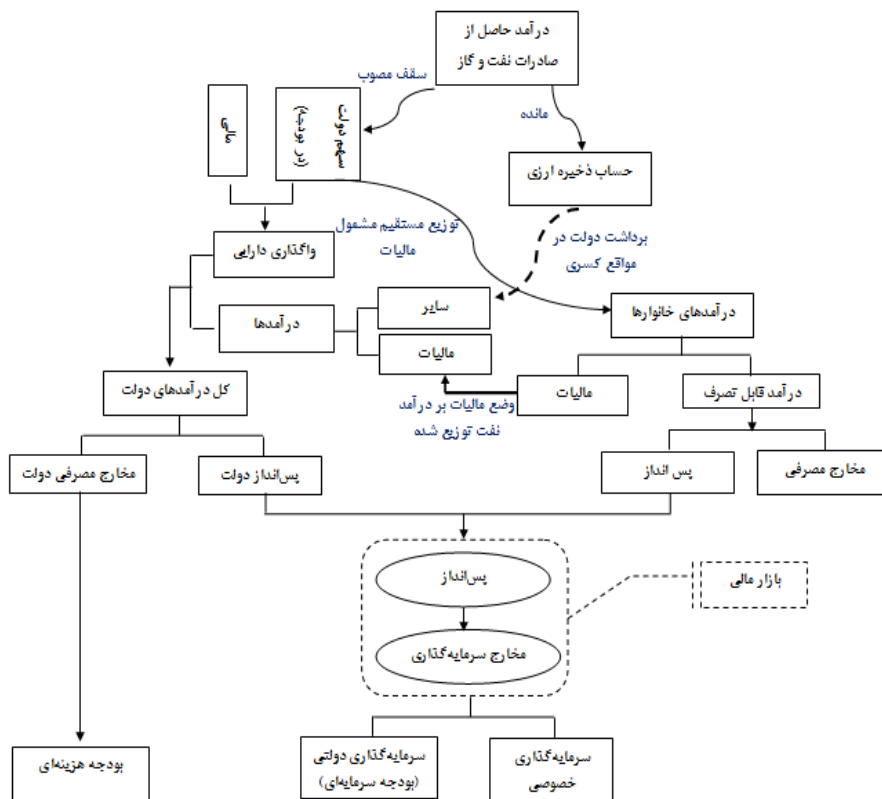 درآمد حاصل از
صادرات نفت و گاز
سقف مصوب
مانده
مالی
سهم دولت
(در بودجه)
حساب ذخیره ارزی
توزیع مستقیم مشمول
مالیات
برداشت دولت در
مواقع کسری
واگذاری دارایی
سایر
درآمدهای خانوارها
درآمدها
مالیات
کل درآمدهای دولت
مالیات
درآمد قابل تصرف
وضع مالیات بر درآمد
نفت توزیع شده
مخارج مصرفی دولت
پس‌انداز دولت
پس انداز
مخارج مصرفی
پس‌انداز
بازار مالی
مخارج سرمایه‌گذاری
بودجه هزینه‌ای
سرمایه‌گذاری دولتی
(بودجه سرمایه‌ای)
سرمایه‌گذاری
خصوصی